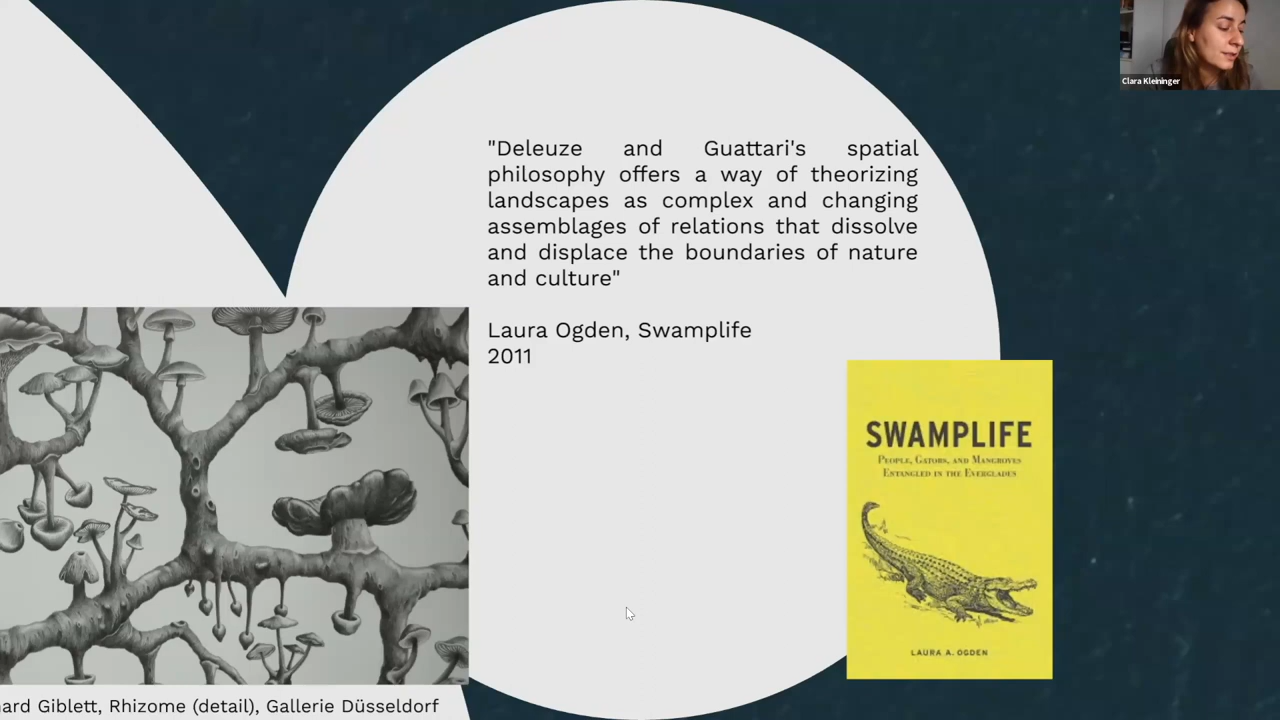 Clara Kleininger
"Deleuze and Guattari's spatial
philosophy offers a way of theorizing
landscapes as complex and changing
assemblages of relations that dissolve
and displace the boundaries of nature
and culture"
Laura Ogden, Swamplife
2011
SWAMPLIFE
People, Gators, and Mangroves
Entangled in the Everglades
LAURA A. OGDEN
ard Giblett, Rhizome (detail), Gallerie Düsseldorf